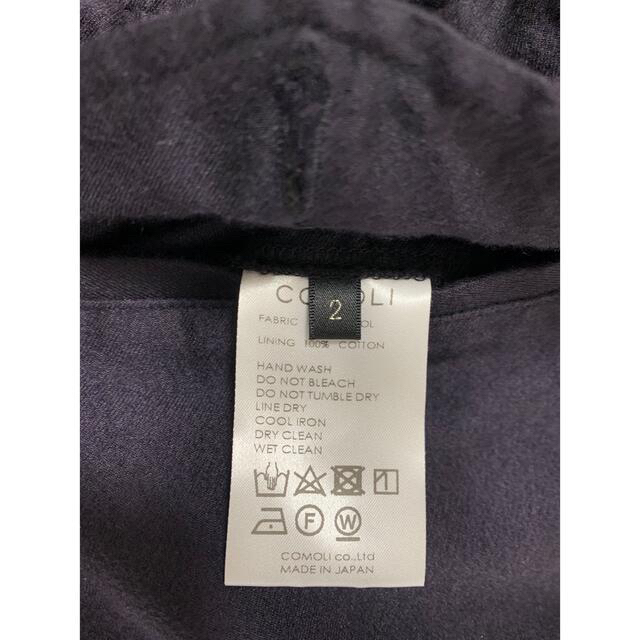 2
FABRIC
LINING 100% COTTON
HAND WASH
DO NOT BLEACH
DO NOT TUMBLE DRY
LINE DRY
COOL IRON
DRY CLEAN
WET CLEAN
F W
COMOLI co.,Ltd
MADE IN JAPAN